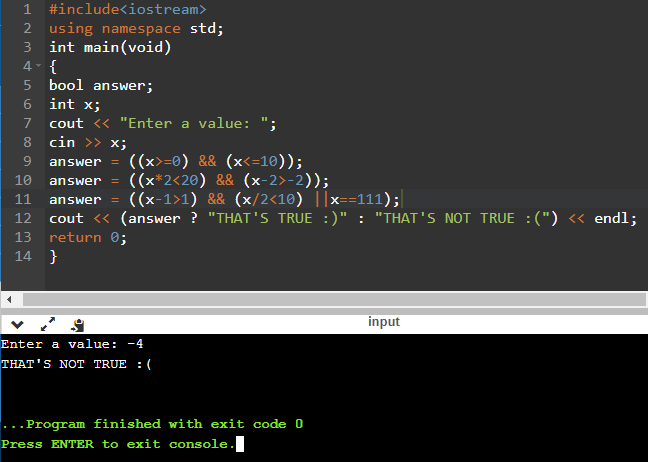 1 #include<iostream>
2 using namespace std;
3 int main(void)
4 {
5 bool answer;
6 int x;
7 cout << "Enter a value: ";
8 cin >> x;
9 answer = ((x>=0) && (x<=10));
10 answer = ((x*2<20) && (x-2>-2));
11 answer = ((x-1>1) && (x/2<10) ||x==111);
12 cout << (answer ? "THAT'S TRUE :)" : "THAT'S NOT TRUE :(") << endl;
13 return 0;
14 }
input
Enter a value: -4
THAT'S NOT TRUE :(
...Program finished with exit code 0
Press ENTER to exit console.